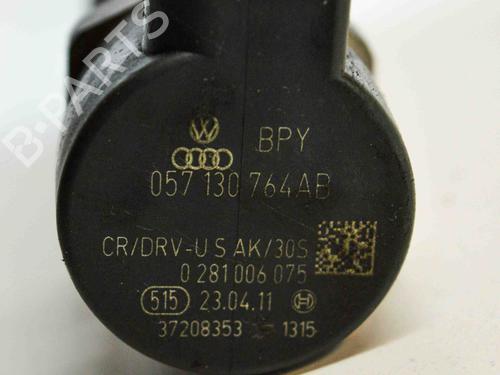 BPY
057 130 764AB
CR/DRV-U S AK/30S
0 281 006 075
515 23.04.11
37208353 1315
B-PARTS
B-PARTS